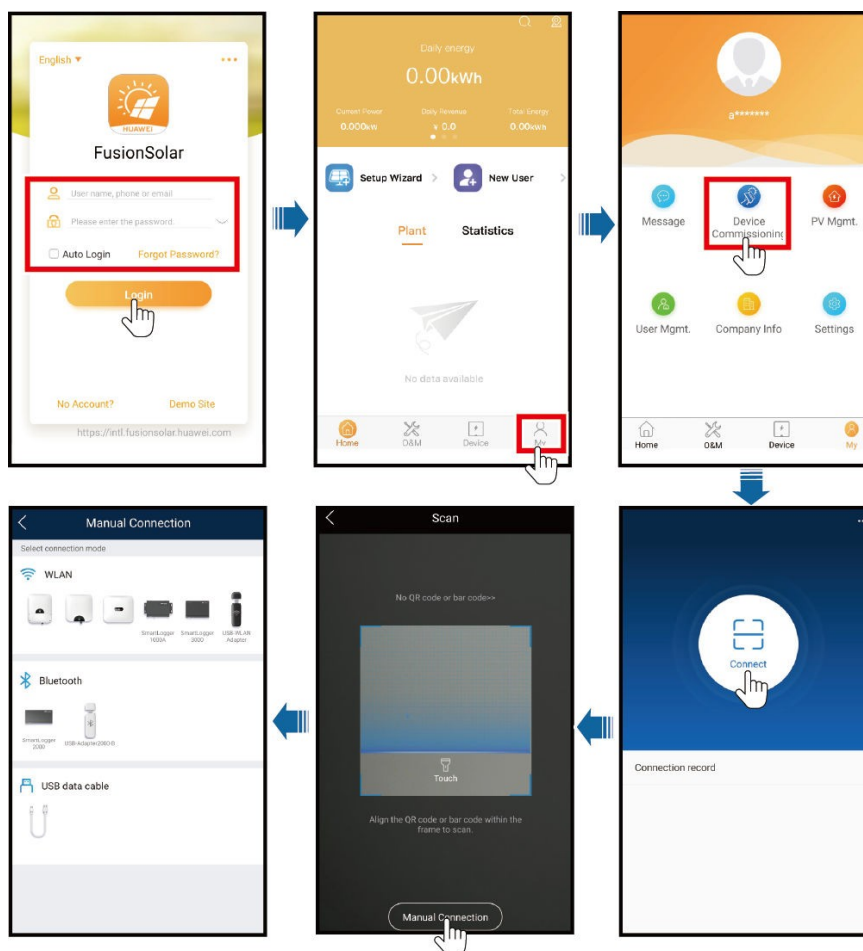 English
HUAWEI
FusionSolar
User name, phone or email
Please enter the password.
Auto Login Forgot Password?
Login
No Account? Demo Site
https://intl.fusionsolar.huawei.com
Daily energy
0.00kWh
Current Power Daily Revenue Total Energy
0.000kW ¥ 0.0 0.00kWh
Setup Wizard New User
Plant Statistics
No data available
Home O&M Device My
a*******
Message Device Commissioning PV Mgmt.
User Mgmt. Company Info Settings
Home O&M Device My
Connect
Connection record
Scan
No QR code or bar code>>
Touch
Align the QR code or bar code within the
frame to scan.
Manual Connection
Manual Connection
Select connection mode
WLAN
SmartLogger SmartLogger USB WLAN
1000A 3000 Adapter
Bluetooth
SmartLogger
2000
USB-Adapter2000-B
USB data cable